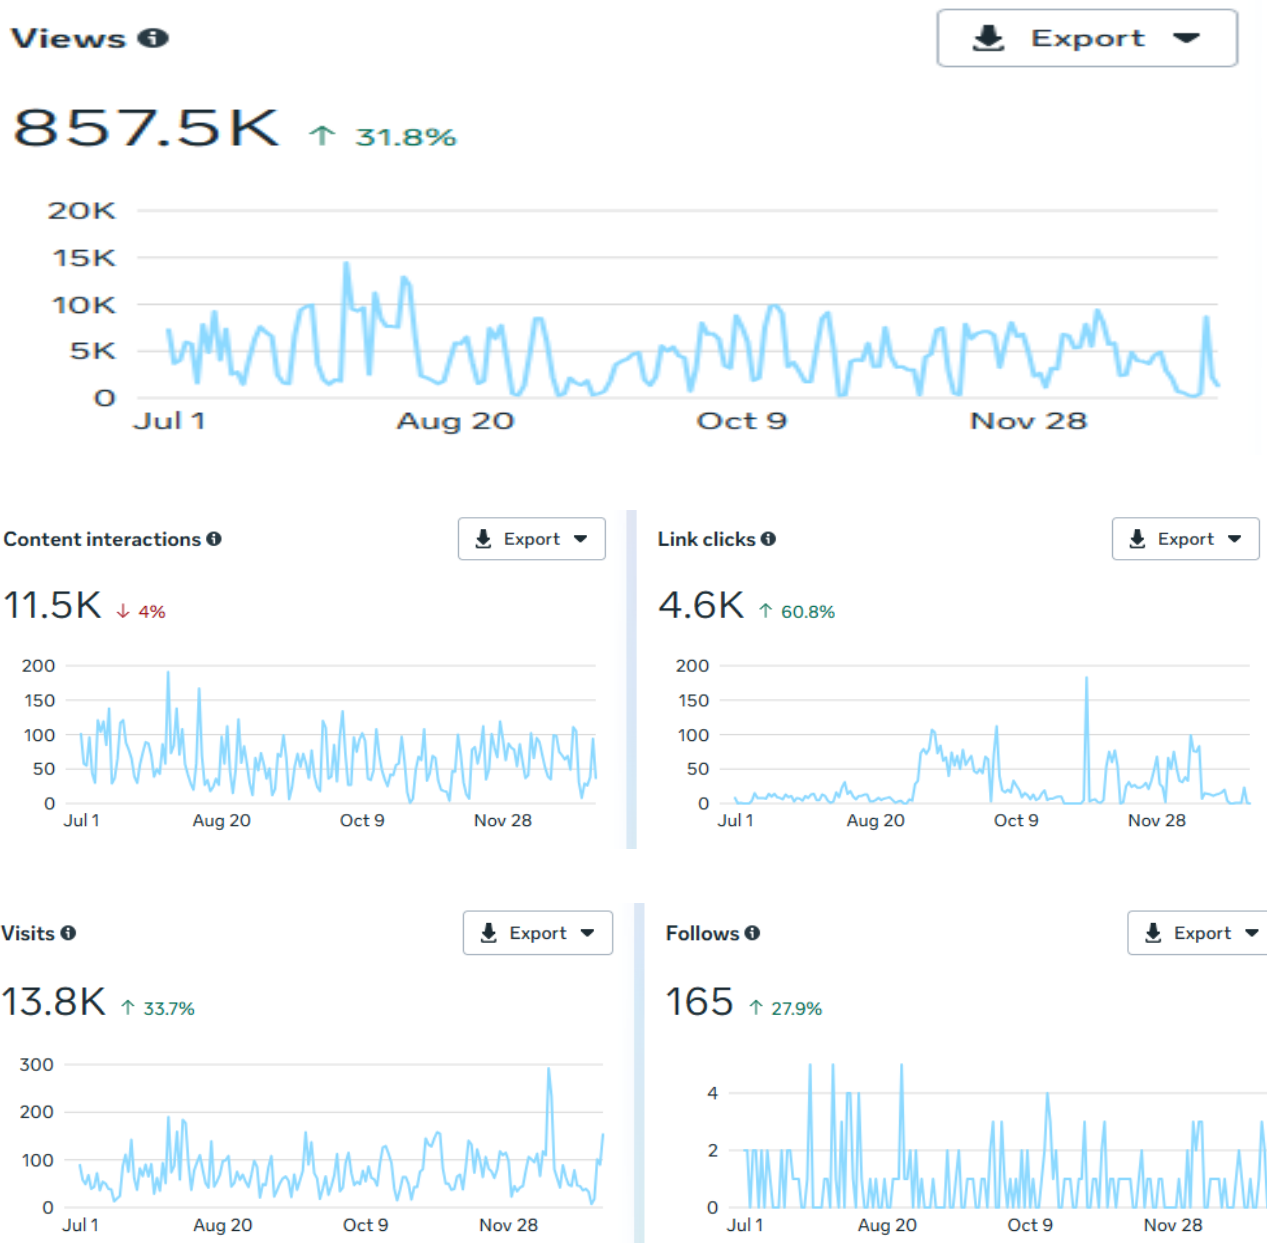 Views
Export
857.5K ↑ 31.8%
20K
15K
10K
5K
0
Jul 1 Aug 20 Oct 9 Nov 28
Content interactions
Export
11.5K ↓ 4%
200
150
100
50
0
Jul 1 Aug 20 Oct 9 Nov 28
Link clicks
Export
4.6K ↑ 60.8%
200
150
100
50
0
Jul 1 Aug 20 Oct 9 Nov 28
Visits
Export
13.8K ↑ 33.7%
300
200
100
0
Jul 1 Aug 20 Oct 9 Nov 28
Follows
Export
165 ↑ 27.9%
4
2
0
Jul 1 Aug 20 Oct 9 Nov 28